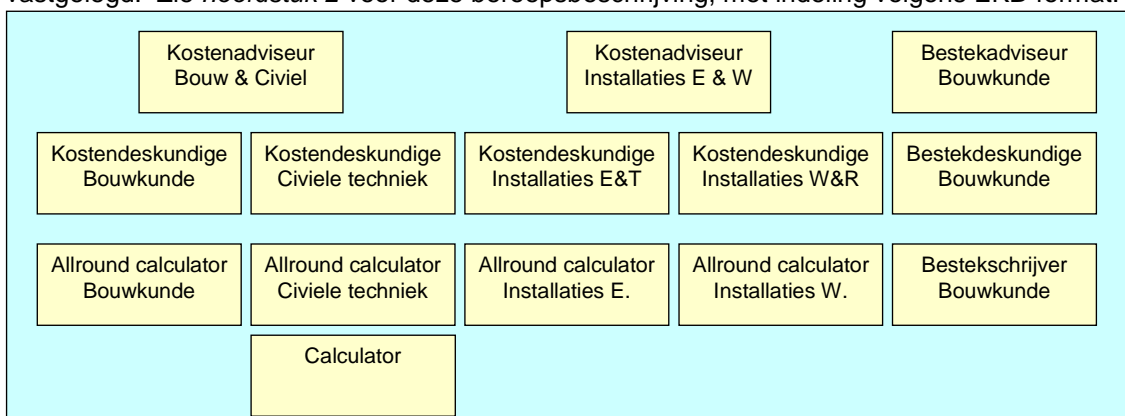 vastgelegd. Zie hoofdstuk 2 voor deze beroepsbeschrijving, met indeling volgens format.
Kostenadviseur
Bouw & Civiel
Kostenadviseur
Installaties E & W
Bestekadviseur
Bouwkunde
Kostendeskundige
Bouwkunde
Kostendeskundige
Civiele techniek
Kostendeskundige
Installaties E&T
Kostendeskundige
Installaties W&R
Bestekdeskundige
Bouwkunde
Allround calculator
Bouwkunde
Allround calculator
Civiele techniek
Allround calculator
Installaties E.
Allround calculator
Installaties W.
Bestekschrijver
Bouwkunde
Calculator